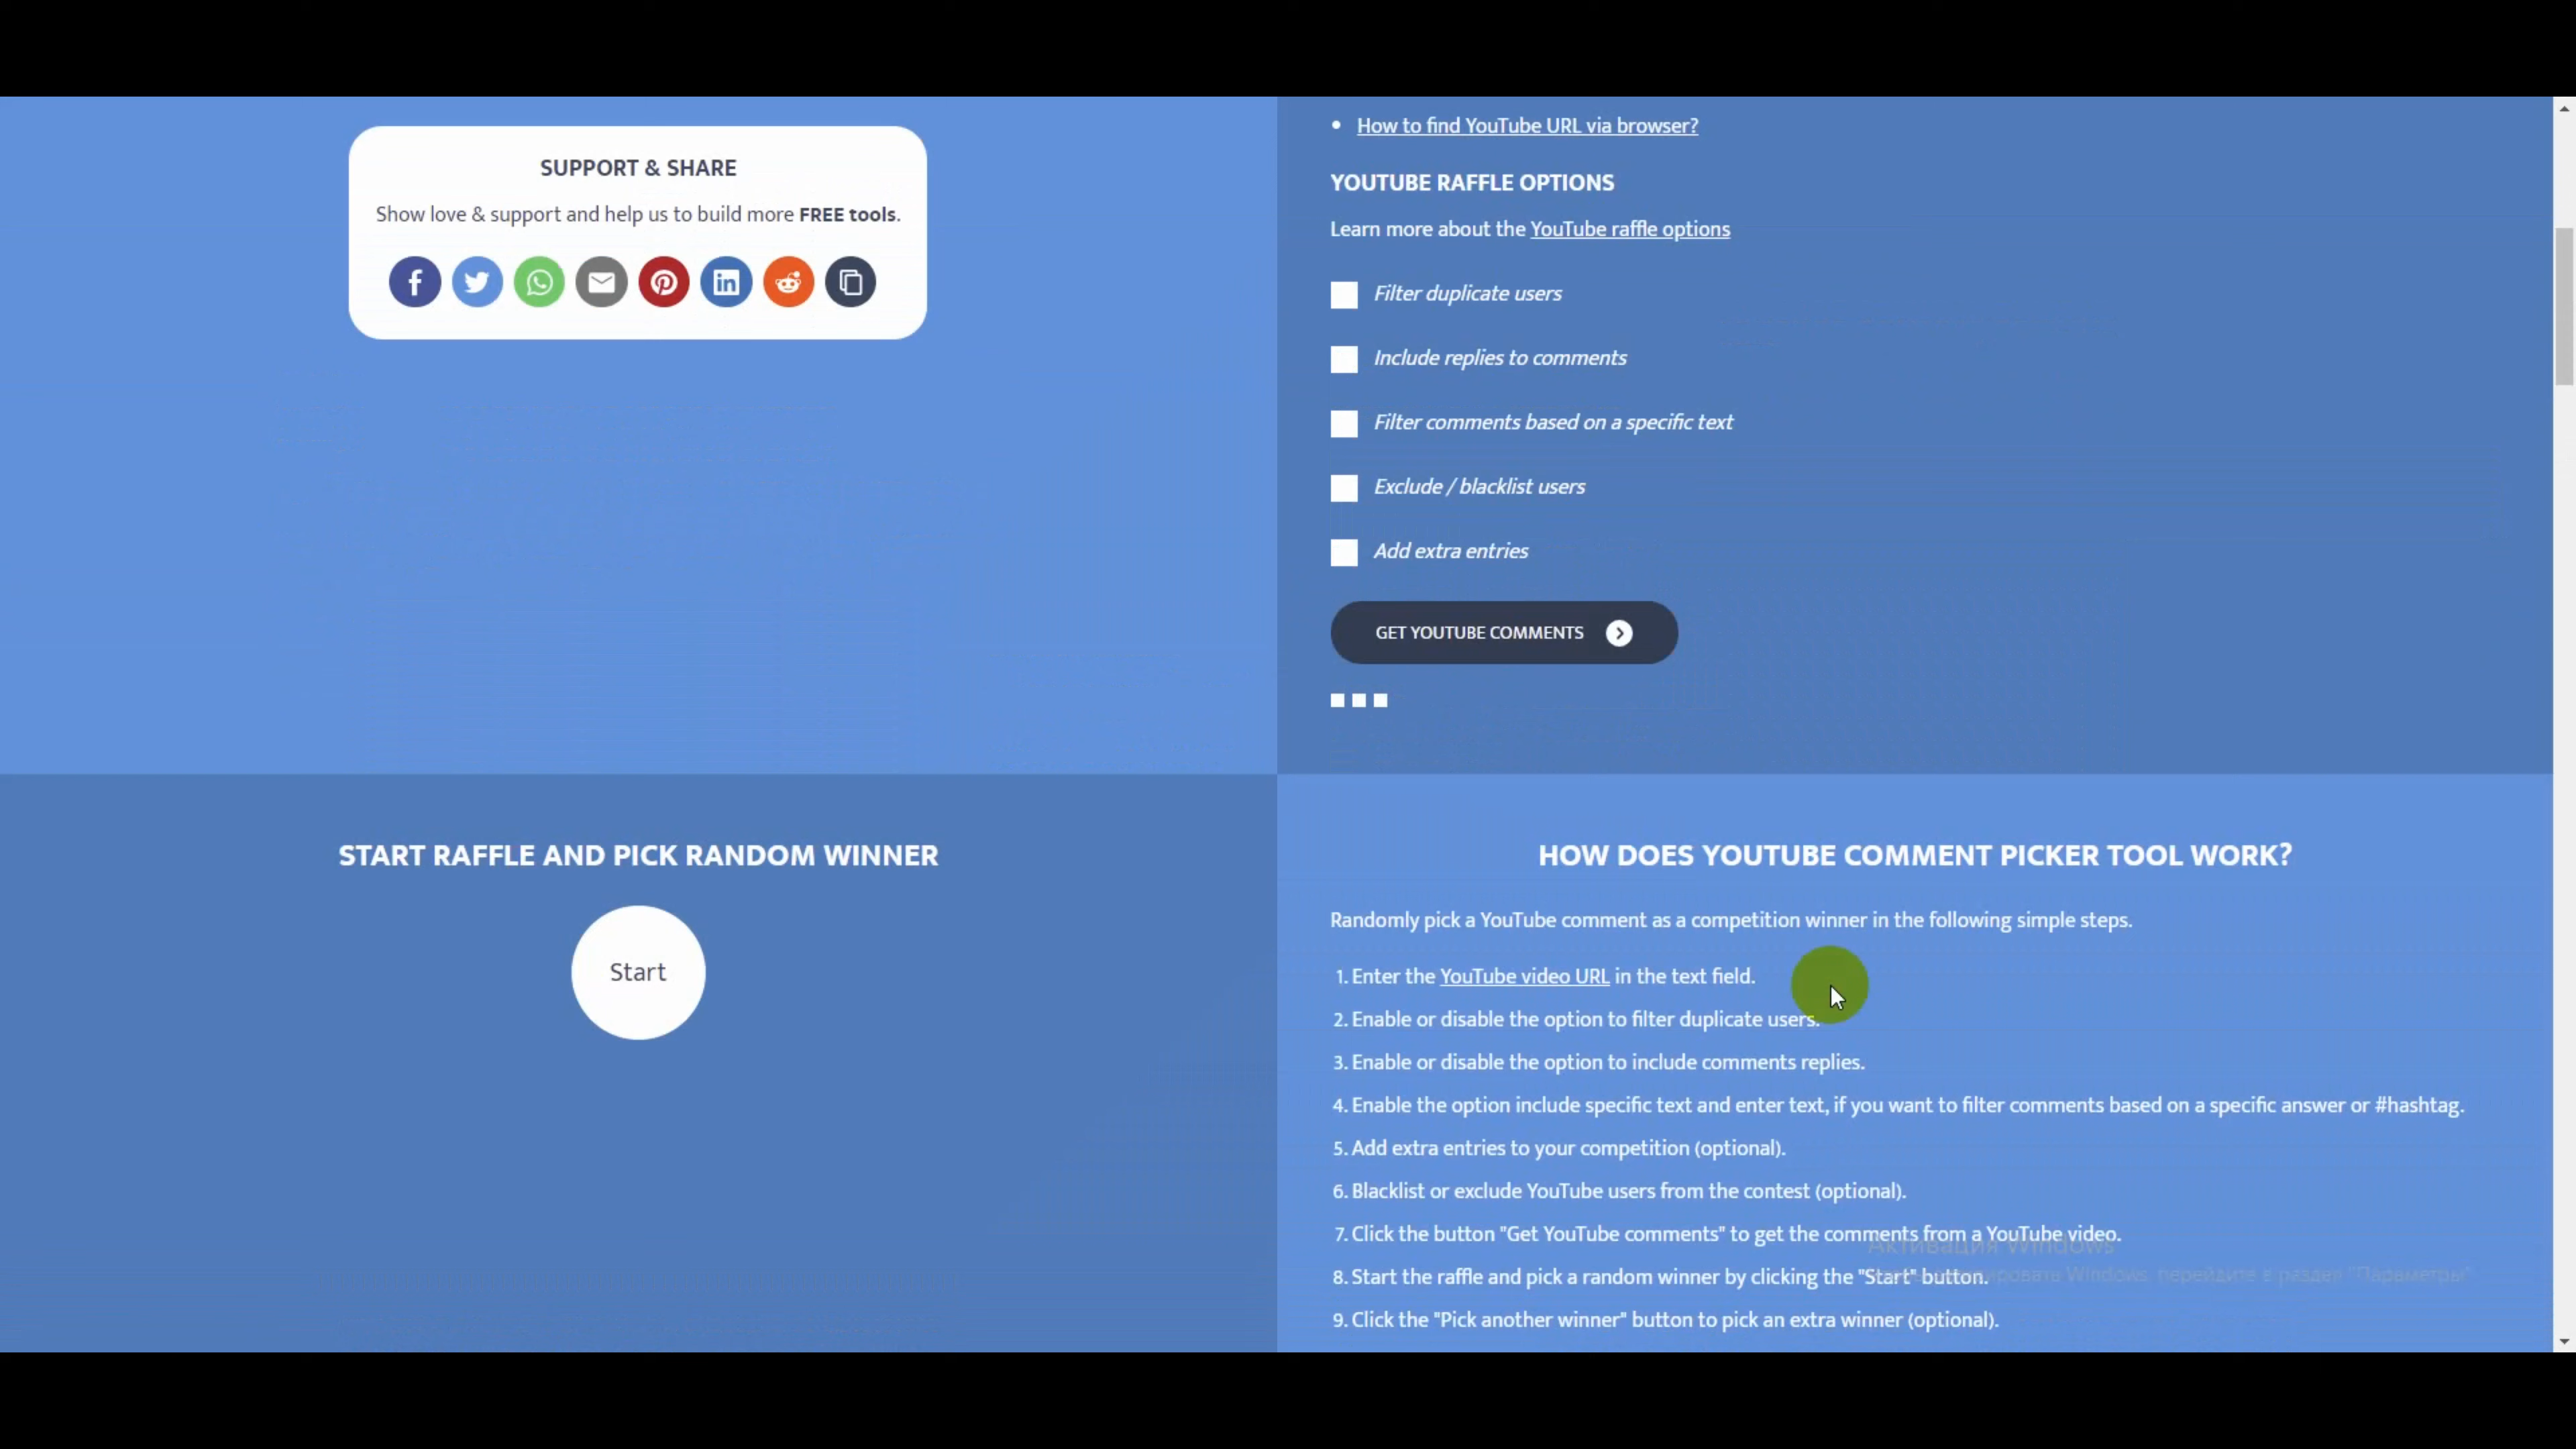 SUPPORT & SHARE
Show love & support and help us to build more FREE tools.
How to find YouTube URL via browser?
YOUTUBE RAFFLE OPTIONS
Learn more about the YouTube raffle options
Filter duplicate users
Include replies to comments
Filter comments based on a specific text
Exclude / blacklist users
Add extra entries
GET YOUTUBE COMMENTS
START RAFFLE AND PICK RANDOM WINNER
Start
HOW DOES YOUTUBE COMMENT PICKER TOOL WORK?
Randomly pick a YouTube comment as a competition winner in the following simple steps.
1. Enter the YouTube video URL in the text field.
2. Enable or disable the option to filter duplicate users.
3. Enable or disable the option to include comments replies.
4. Enable the option include specific text and enter text, if you want to filter comments based on a specific answer or #hashtag.
5. Add extra entries to your competition (optional).
6. Blacklist or exclude YouTube users from the contest (optional).
7. Click the button "Get YouTube comments" to get the comments from a YouTube video.
Активация Windows
8. Start the raffle and pick a random winner by clicking the "Start" button.
Windows, перейдите в раздел "Параметры"
9. Click the "Pick another winner" button to pick an extra winner (optional).